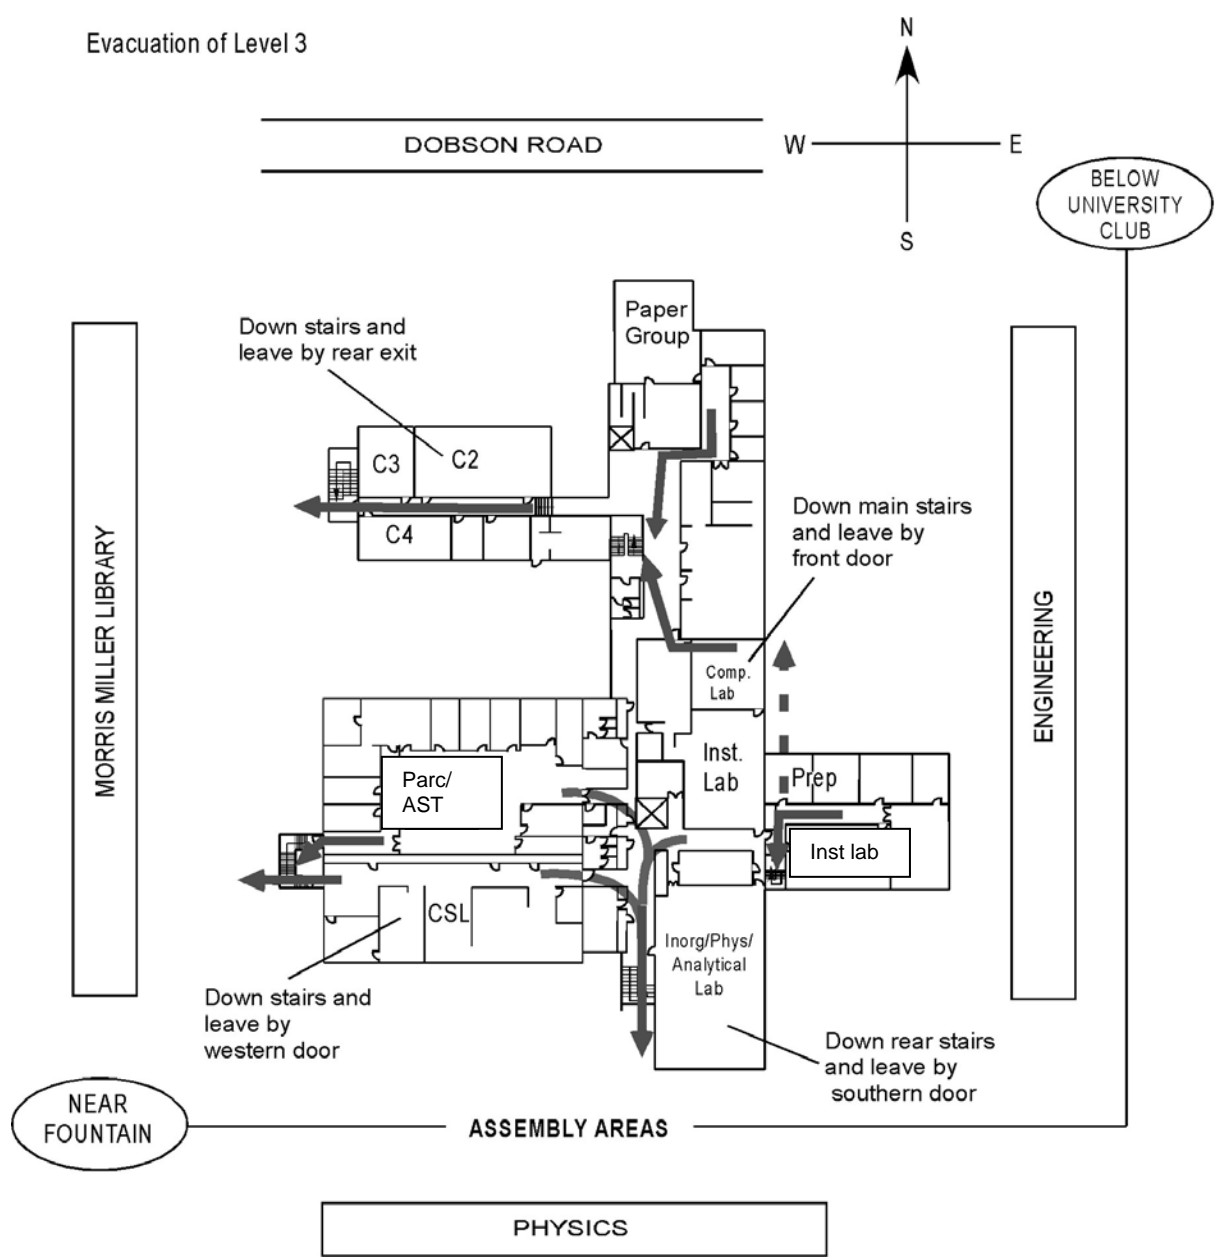 Evacuation of Level 3
N
W
E
S
DOBSON ROAD
BELOW
UNIVERSITY
CLUB
Paper
Group
Down stairs and
leave by rear exit
C3
C2
C4
Down main stairs
and leave by
front door
MORRIS MILLER LIBRARY
ENGINEERING
Comp.
Lab
Inst.
Lab
Prep
Parc/
AST
Inst lab
CSL
Inorg/Phys/
Analytical
Lab
Down stairs and
leave by
western door
Down rear stairs
and leave by
southern door
NEAR
FOUNTAIN
ASSEMBLY AREAS
PHYSICS